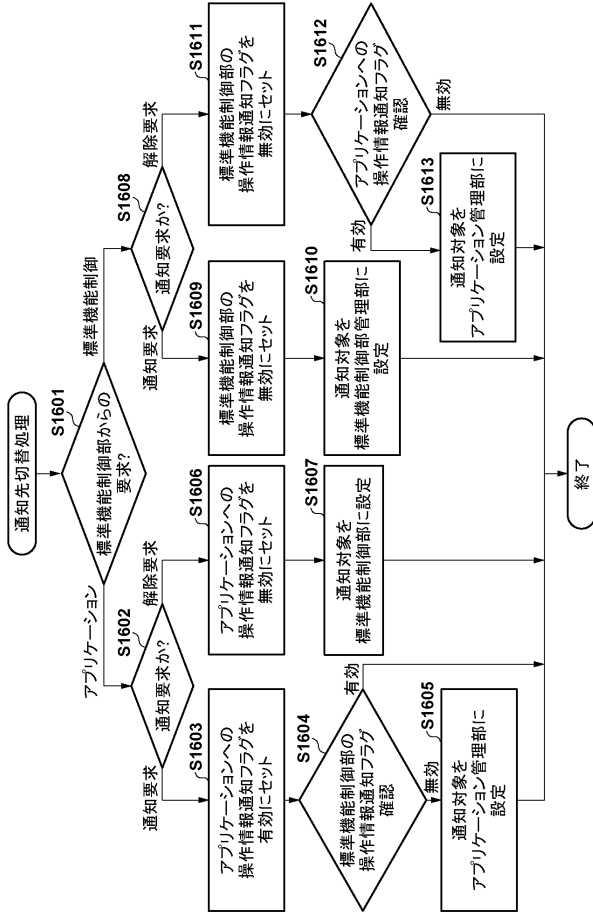 通知先切替処理
S1601
標準機能制御部からの
要求?
アプリケーション
標準機能制御
S1602
通知要求か?
通知要求
解除要求
S1603
アプリケーションへの
操作情報通知フラグを
有効にセット
S1604
標準機能制御部の
操作情報通知フラグ
確認
有効
無効
S1605
通知対象を
アプリケーション管理部に
設定
S1606
アプリケーションへの
操作情報通知フラグを
無効にセット
S1607
通知対象を
標準機能制御部に設定
S1608
通知要求か?
通知要求
解除要求
S1609
標準機能制御部の
操作情報通知フラグを
無効にセット
S1610
通知対象を
標準機能制御部管理部に
設定
S1611
標準機能制御部の
操作情報通知フラグを
無効にセット
S1612
アプリケーションへの
操作情報通知フラグ
確認
有効
無効
S1613
通知対象を
アプリケーション管理部に
設定
終了